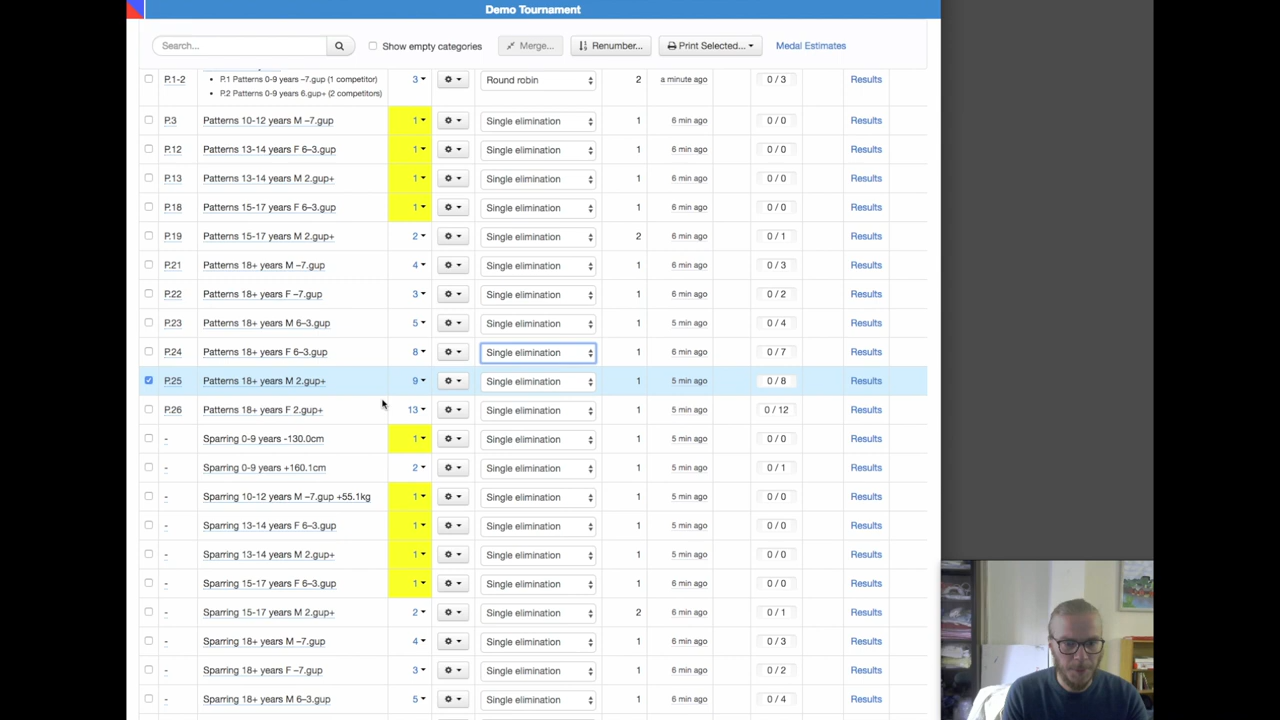 Demo Tournament
Search... Show empty categories Merge... Renumber... Print Selected... Medal Estimates
P.1-2 3 Round robin 2 a minute ago 0 / 3 Results
• P.1 Patterns 0-9 years –7.gup (1 competitor)
• P.2 Patterns 0-9 years 6.gup+ (2 competitors)
P.3 Patterns 10-12 years M –7.gup 1 Single elimination 1 6 min ago 0 / 0 Results
P.12 Patterns 13-14 years F 6–3.gup 1 Single elimination 1 6 min ago 0 / 0 Results
P.13 Patterns 13-14 years M 2.gup+ 1 Single elimination 1 6 min ago 0 / 0 Results
P.18 Patterns 15-17 years F 6–3.gup 1 Single elimination 1 6 min ago 0 / 0 Results
P.19 Patterns 15-17 years M 2.gup+ 2 Single elimination 2 6 min ago 0 / 1 Results
P.21 Patterns 18+ years M –7.gup 4 Single elimination 1 6 min ago 0 / 3 Results
P.22 Patterns 18+ years F –7.gup 3 Single elimination 1 6 min ago 0 / 2 Results
P.23 Patterns 18+ years M 6–3.gup 5 Single elimination 1 5 min ago 0 / 4 Results
P.24 Patterns 18+ years F 6–3.gup 8 Single elimination 1 6 min ago 0 / 7 Results
P.25 Patterns 18+ years M 2.gup+ 9 Single elimination 1 5 min ago 0 / 8 Results
P.26 Patterns 18+ years F 2.gup+ 13 Single elimination 1 5 min ago 0 / 12 Results
- Sparring 0-9 years -130.0cm 1 Single elimination 1 5 min ago 0 / 0 Results
- Sparring 0-9 years +160.1cm 2 Single elimination 2 5 min ago 0 / 1 Results
- Sparring 10-12 years M –7.gup +55.1kg 1 Single elimination 1 5 min ago 0 / 0 Results
- Sparring 13-14 years F 6–3.gup 1 Single elimination 1 5 min ago 0 / 0 Results
- Sparring 13-14 years M 2.gup+ 1 Single elimination 1 5 min ago 0 / 0 Results
- Sparring 15-17 years F 6–3.gup 1 Single elimination 1 6 min ago 0 / 0 Results
- Sparring 15-17 years M 2.gup+ 2 Single elimination 2 6 min ago 0 / 1 Results
- Sparring 18+ years M –7.gup 4 Single elimination 1 6 min ago 0 / 3 Results
- Sparring 18+ years F –7.gup 3 Single elimination 1 6 min ago 0 / 2 Results
- Sparring 18+ years M 6–3.gup 5 Single elimination 1 5 min ago 0 / 4 Results